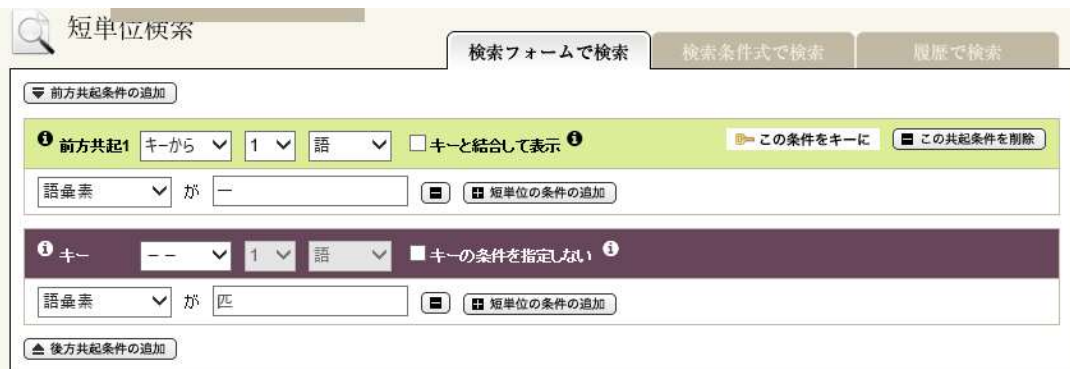 短単位検索
検索フォームで検索 検索条件式で検索 履歴で検索
前方共起条件の追加
前方共起1 キーから 1 語 キーと結合して表示 この条件をキーに この共起条件を削除
語彙素 が 一 短単位の条件の追加
キー -- 1 語 キーの条件を指定しない
語彙素 が 匹 短単位の条件の追加
後方共起条件の追加